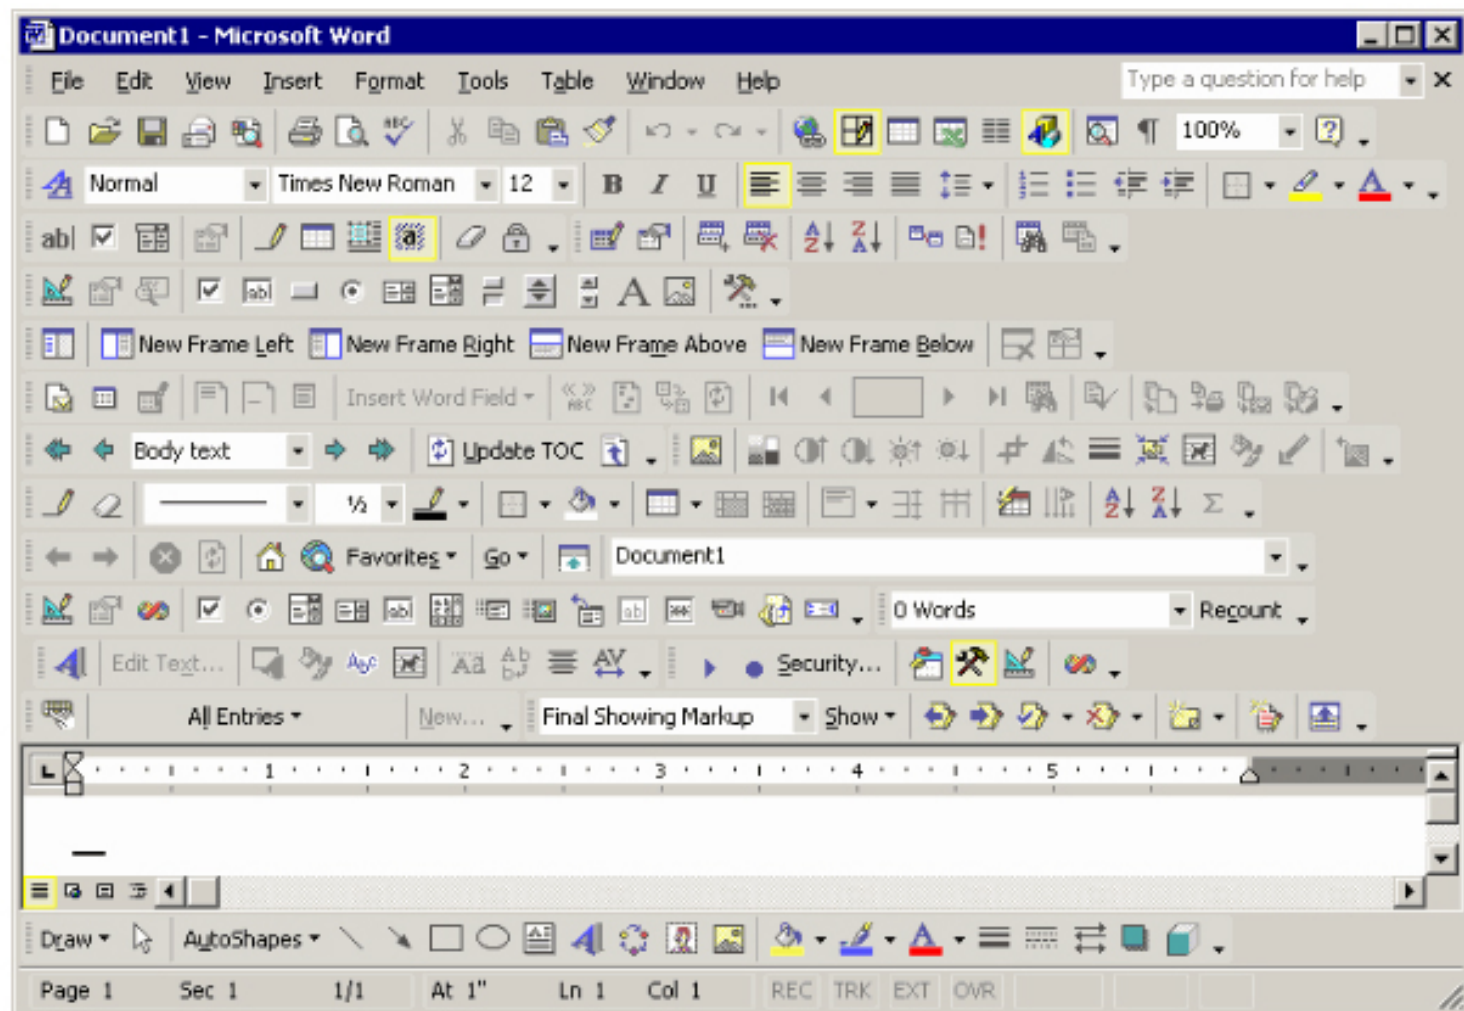 Document1 - Microsoft Word
File Edit View Insert Format Tools Table Window Help Type a question for help
100%
Normal Times New Roman 12 B I U
ab|
New Frame Left New Frame Right New Frame Above New Frame Below
Insert Word Field
Body text Update TOC
½
Favorites Go Document1
0 Words Recount
Edit Text... Security...
All Entries New... Final Showing Markup Show
1 2 3 4 5
Draw AutoShapes
Page 1 Sec 1 1/1 At 1" Ln 1 Col 1 REC TRK EXT OVR